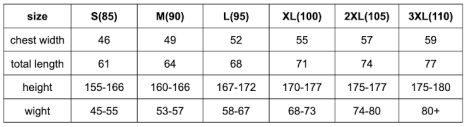 size S(85) M(90) L(95) XL(100) 2XL(105) 3XL(110)
chest width 46 49 52 55 57 59
total length 61 64 68 71 74 77
height 155-166 160-166 167-172 170-177 175-177 175-180
wight 45-55 53-57 58-67 68-73 74-80 80+